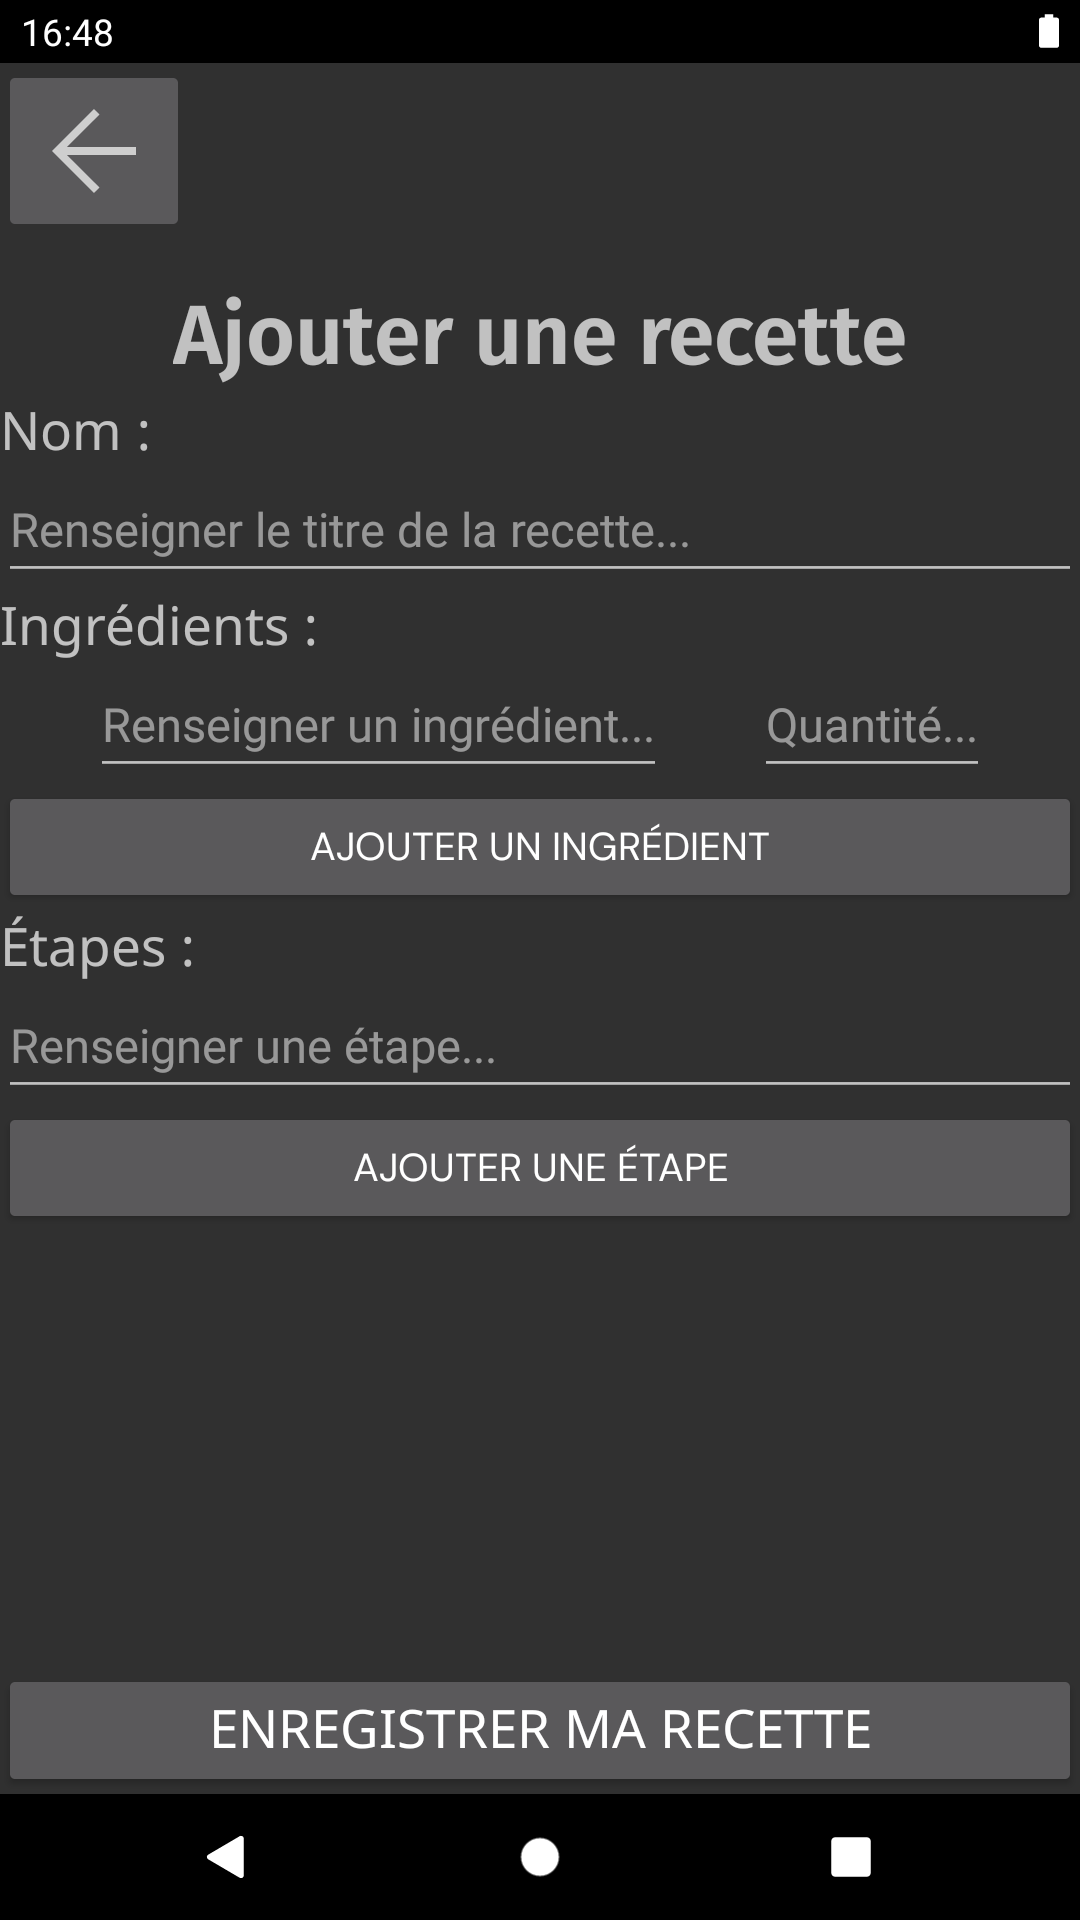 16:48
Ajouter une recette
Nom :
Renseigner le titre de la recette...
Ingrédients :
Renseigner un ingrédient... Quantité...
AJOUTER UN INGRÉDIENT
Étapes :
Renseigner une étape...
AJOUTER UNE ÉTAPE
ENREGISTRER MA RECETTE